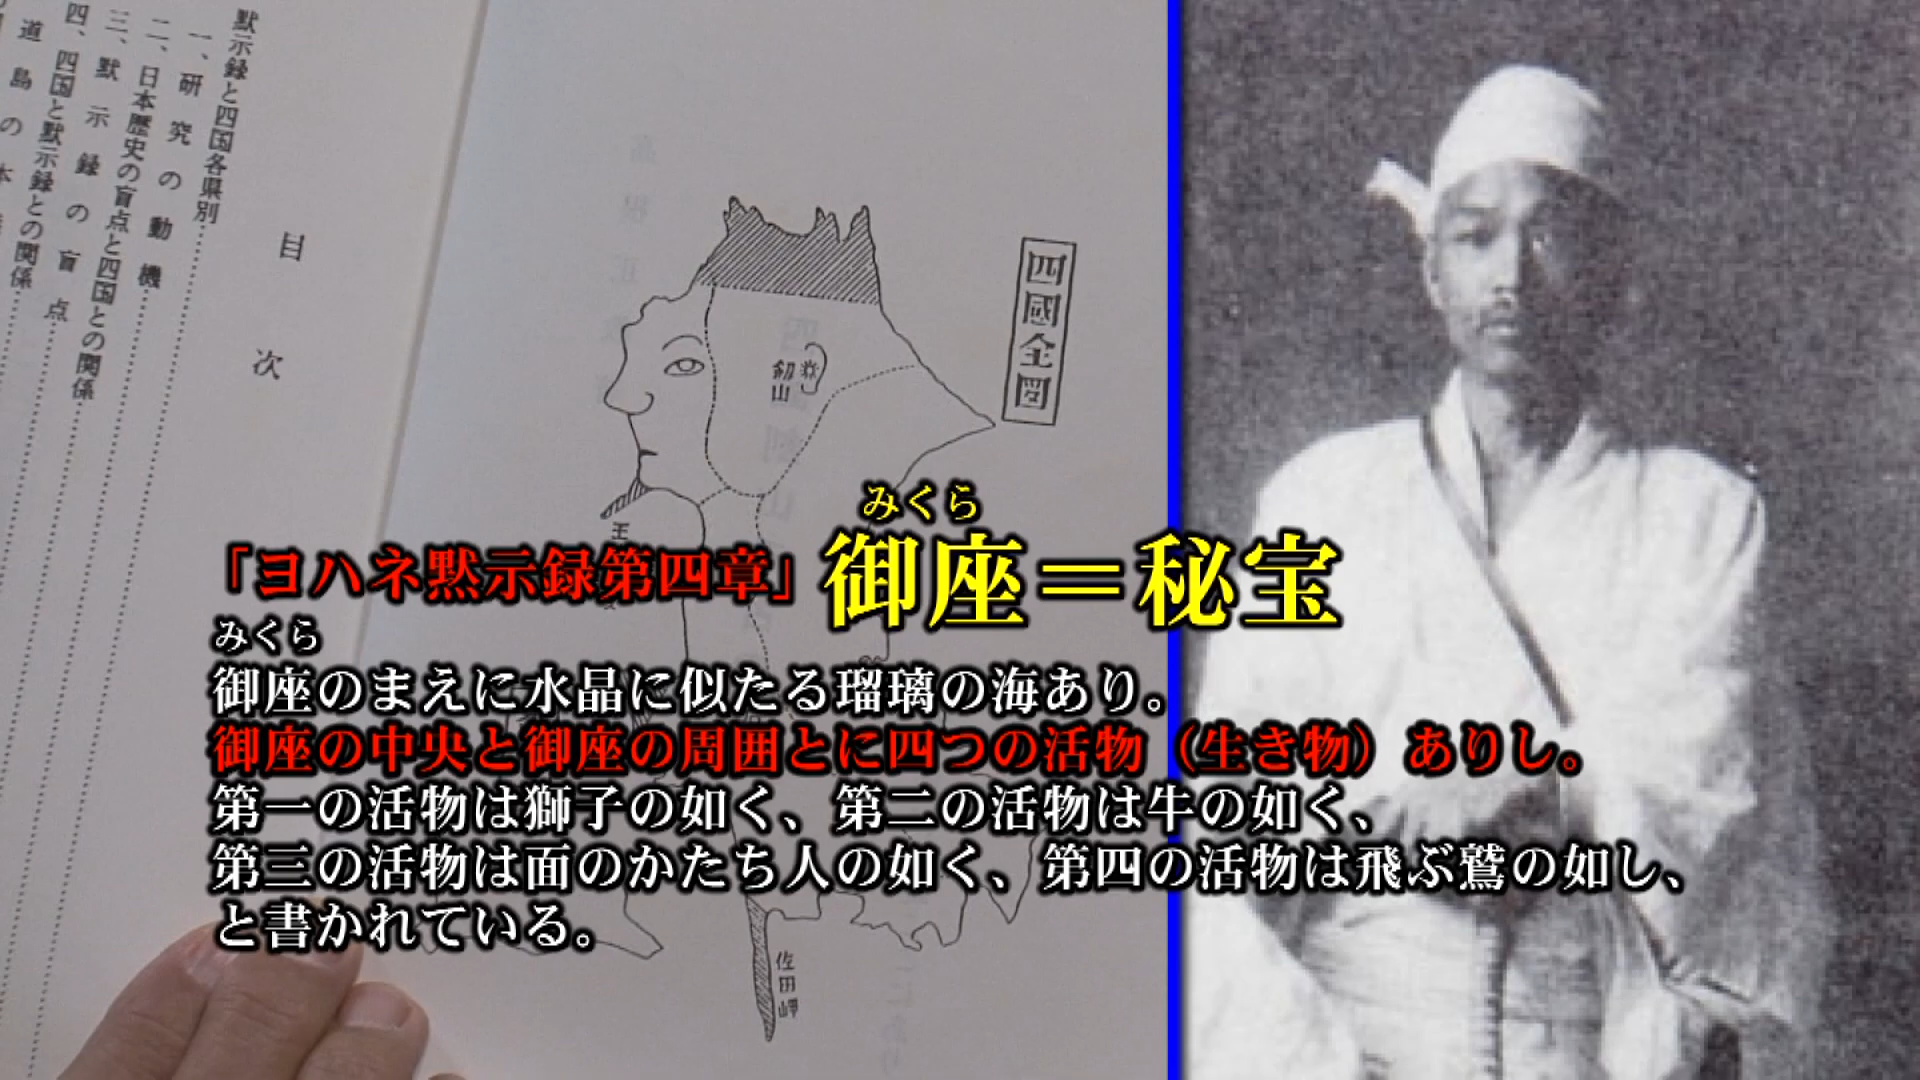 目次
黙示録と四国各県別
一、研究の動機
二、日本歴史の盲点と四国との関係
三、黙示録の盲点
四、四国と黙示録との関係
四國全圖
剱山
みくら
「ヨハネ黙示録第四章」御座＝秘宝
みくら
御座のまえに水晶に似たる瑠璃の海あり。
御座の中央と御座の周囲とに四つの活物（生き物）ありし。
第一の活物は獅子の如く、第二の活物は牛の如く、
第三の活物は面のかたち人の如く、第四の活物は飛ぶ鷲の如し、
と書かれている。
佐田岬